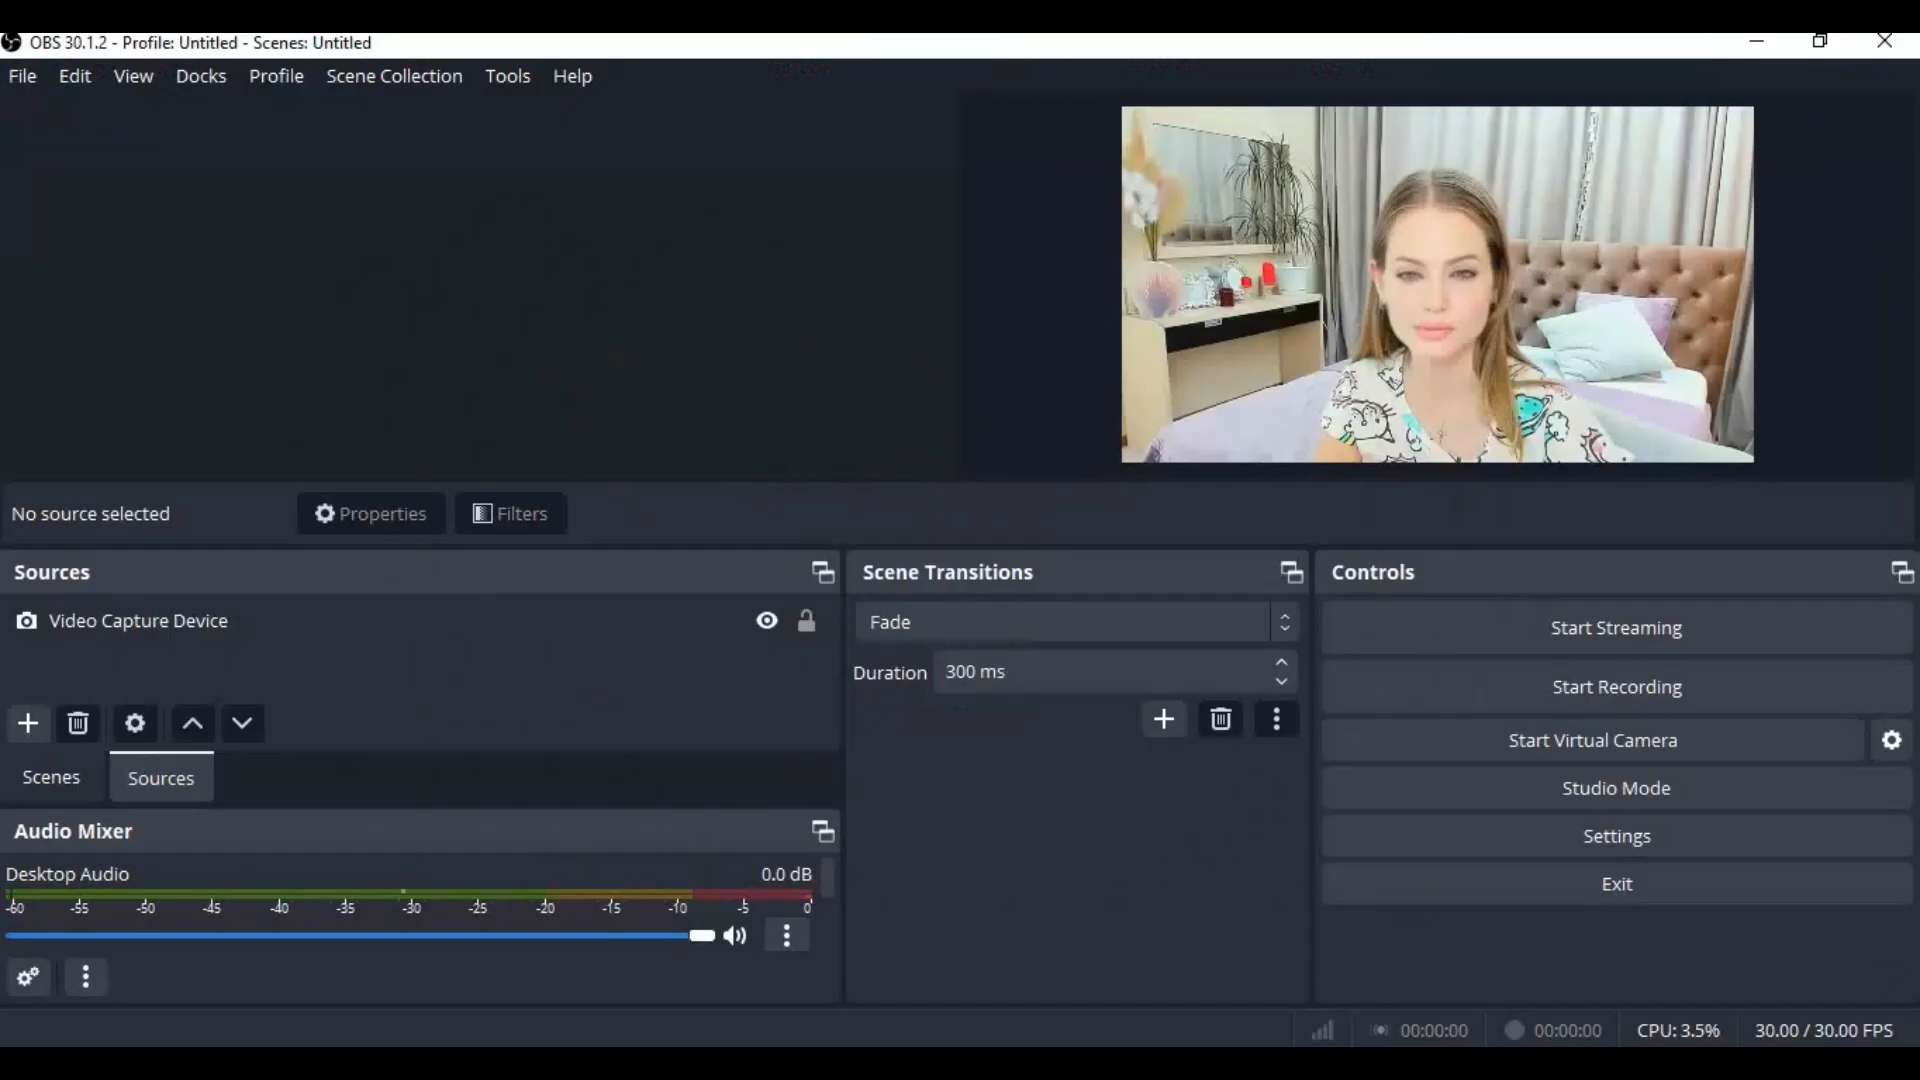 OBS 30.1.2 - Profile: Untitled - Scenes: Untitled
File Edit View Docks Profile Scene Collection Tools Help
No source selected Properties Filters
Sources
Video Capture Device
Scenes Sources
Audio Mixer
Desktop Audio 0.0 dB
-60 -55 -50 -45 -40 -35 -30 -25 -20 -15 -10 -5 0
Scene Transitions
Fade
Duration 300 ms
Controls
Start Streaming
Start Recording
Start Virtual Camera
Studio Mode
Settings
Exit
00:00:00 00:00:00 CPU: 3.5% 30.00 / 30.00 FPS